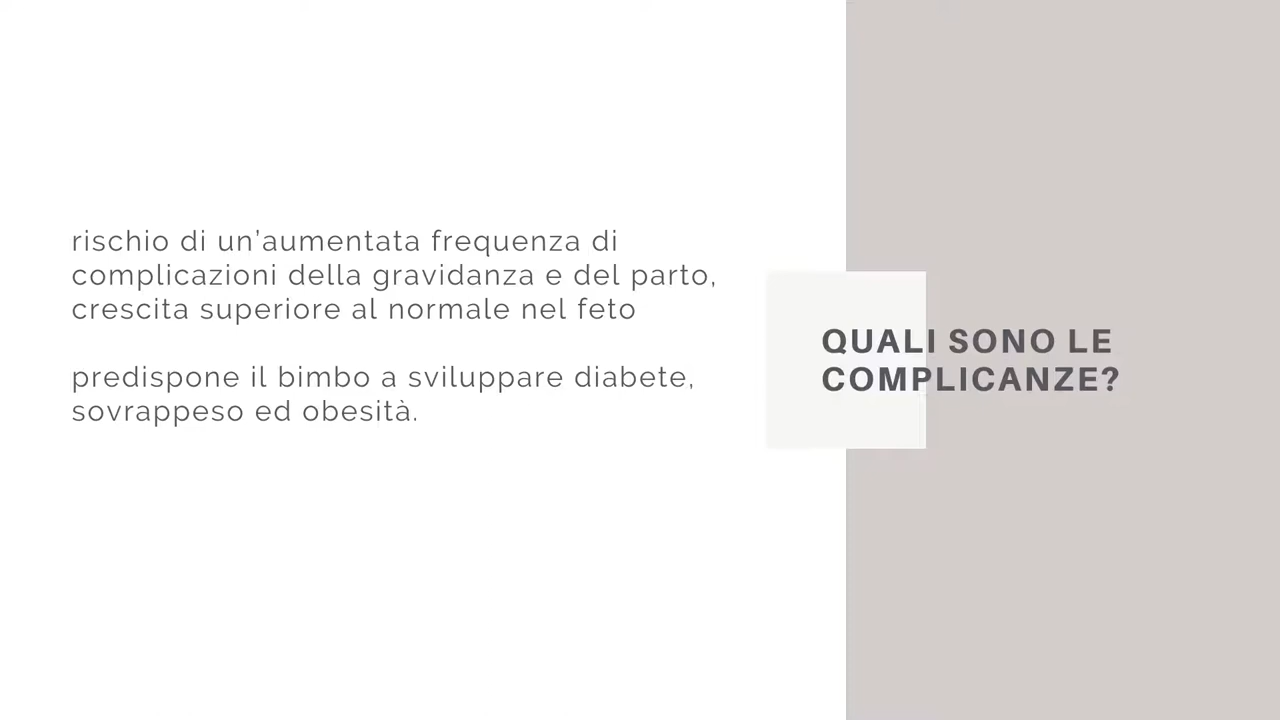 rischio di un’aumentata frequenza di
complicazioni della gravidanza e del parto,
crescita superiore al normale nel feto
predispone il bimbo a sviluppare diabete,
sovrappeso ed obesità.
QUALI SONO LE
COMPLICANZE?